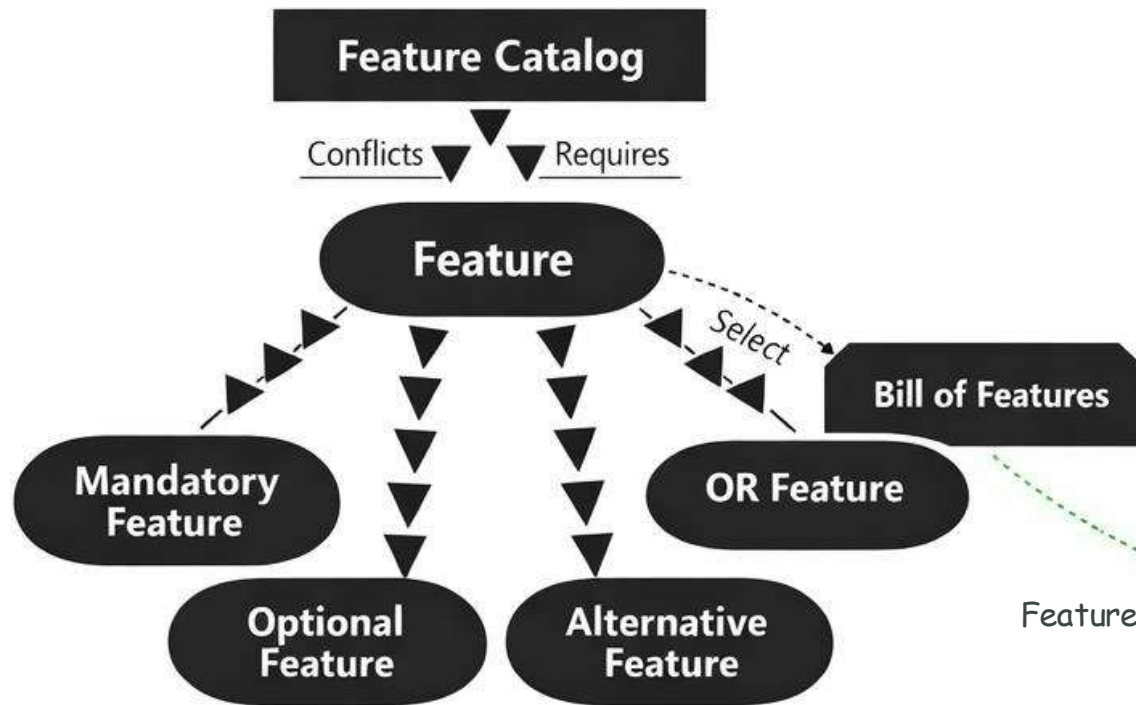 Feature Catalog
Conflicts
Requires
Feature
Select
Bill of Features
Mandatory
Feature
OR Feature
Optional
Feature
Alternative
Feature
Feature